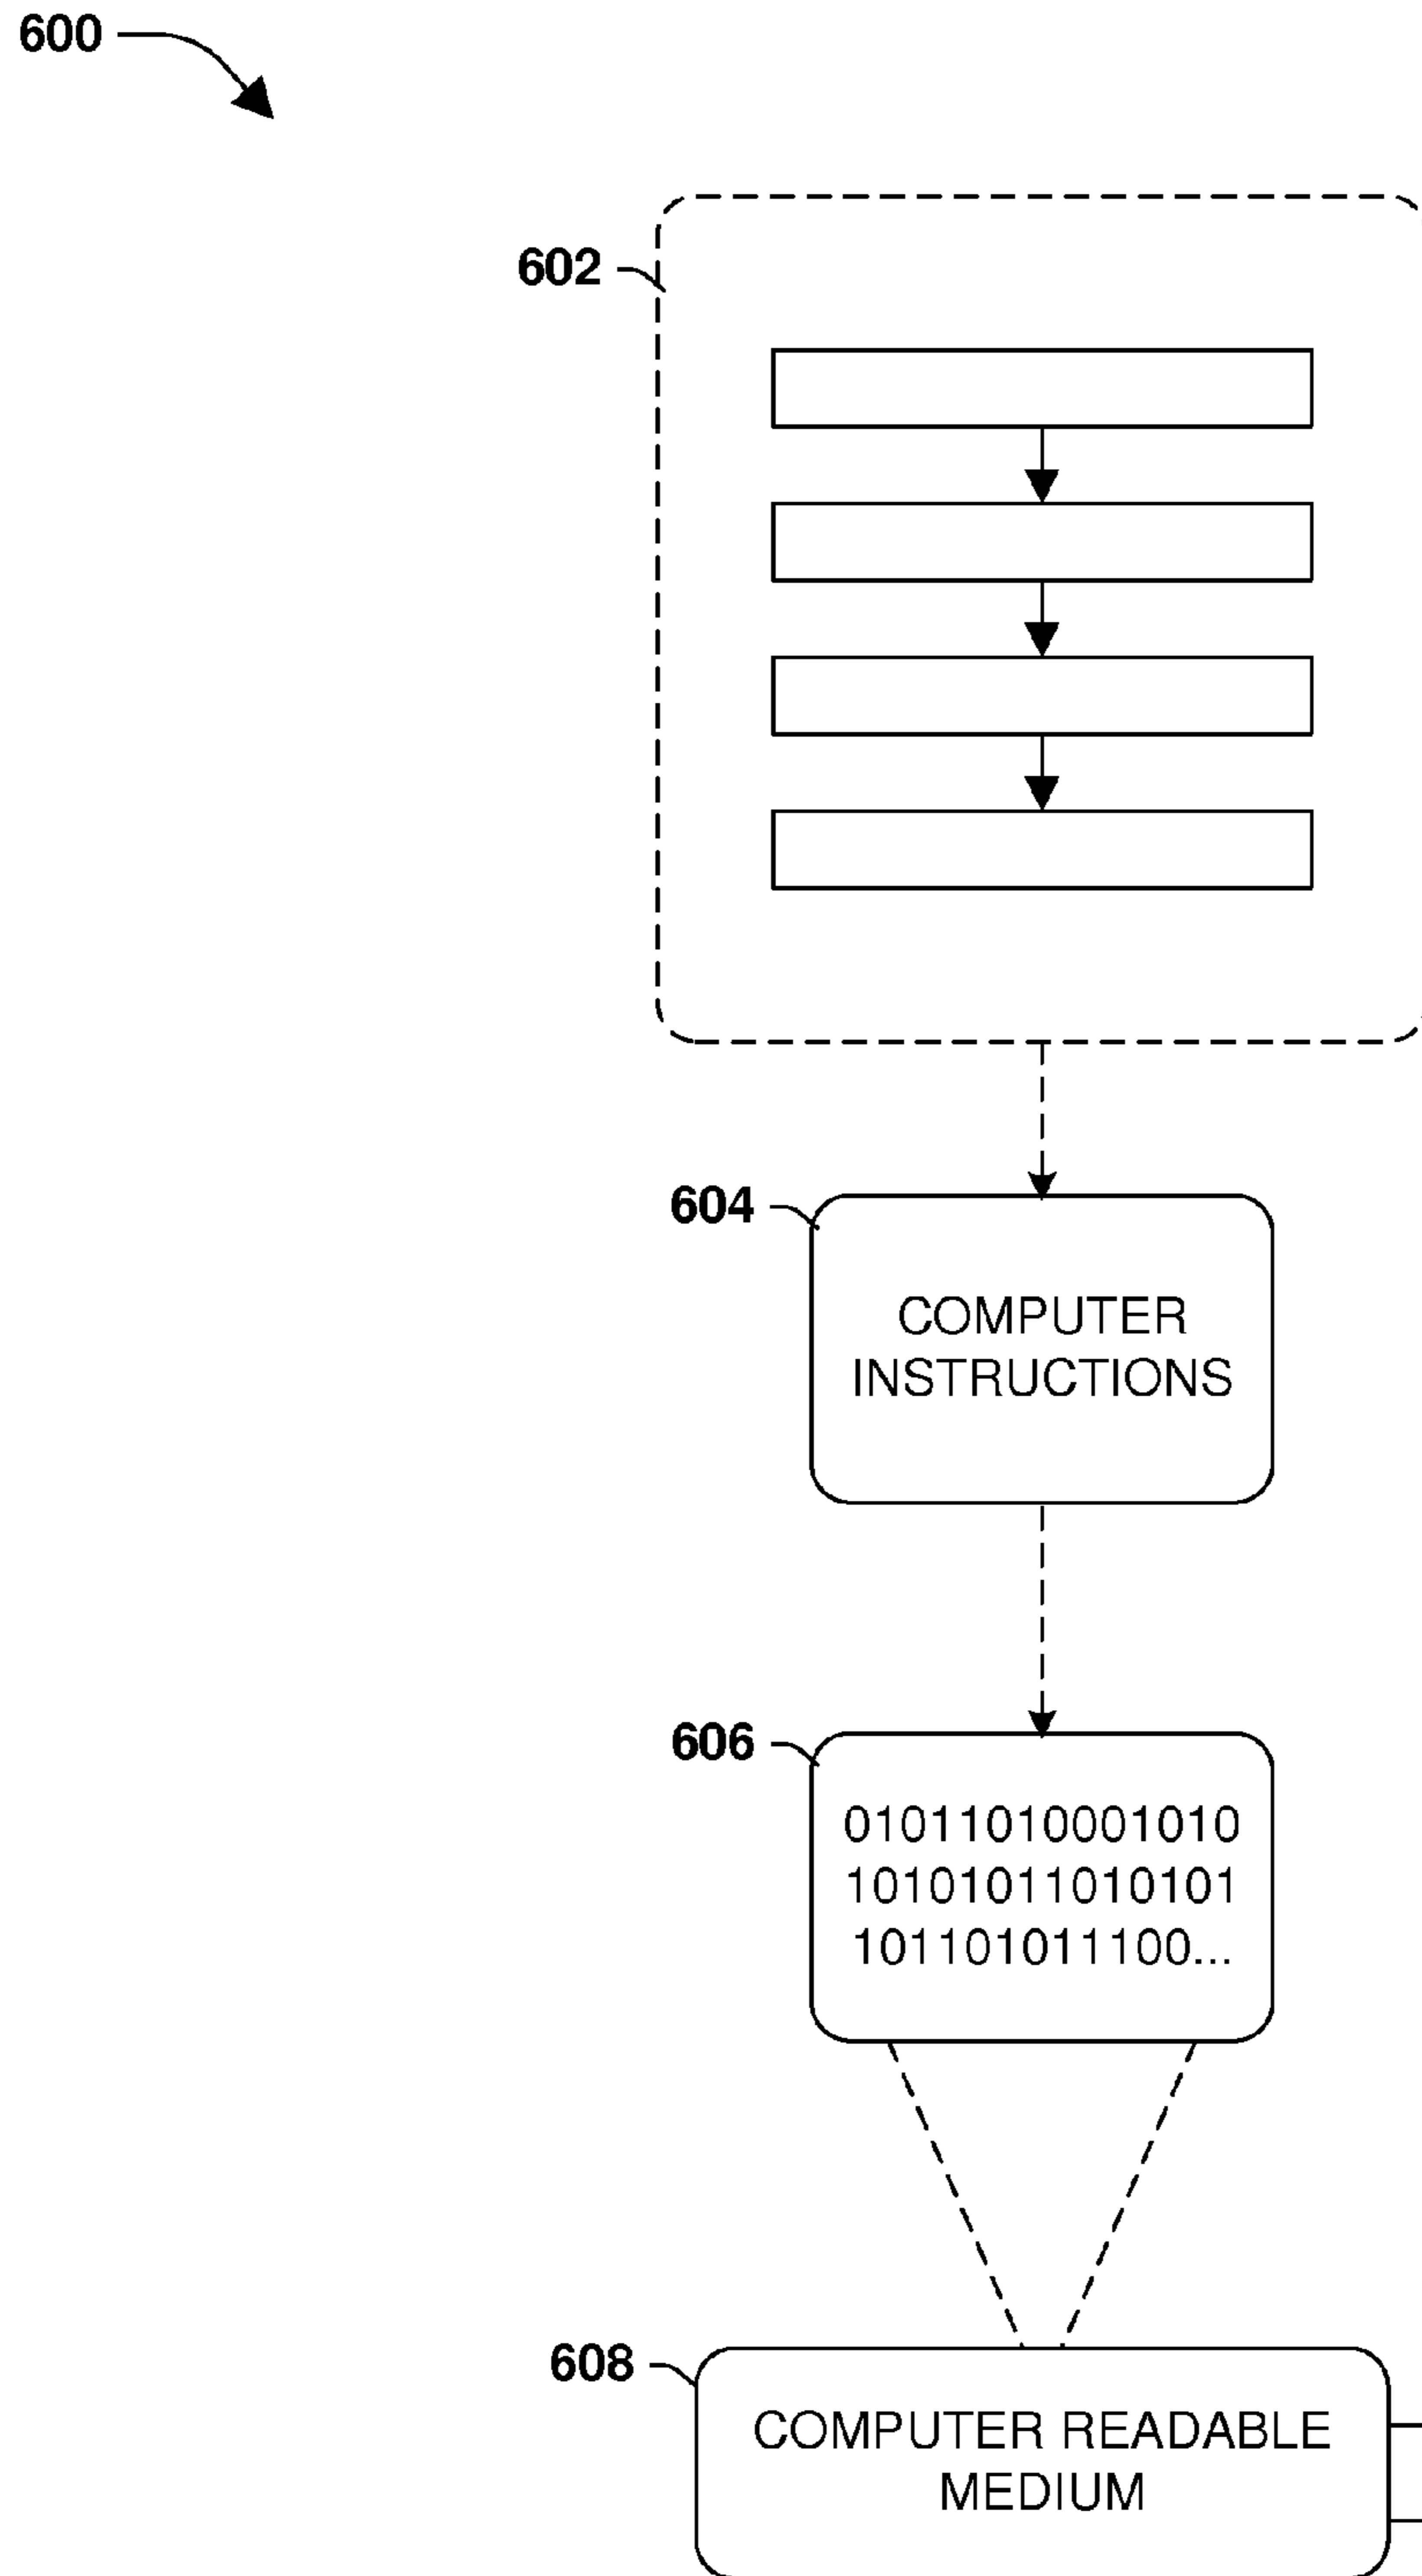 600
602
604
COMPUTER
INSTRUCTIONS
606
01011010001010
10101011010101
101101011100...
608
COMPUTER READABLE
MEDIUM